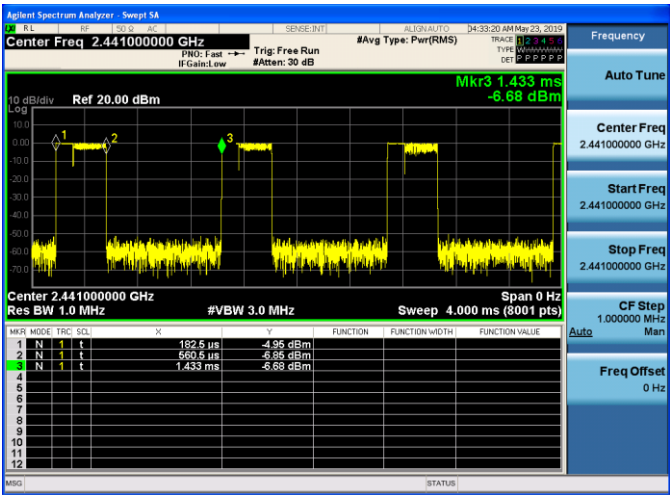 Agilent Spectrum Analyzer - Swept SA
RL RF 50 Ω AC SENSE:INT ALIGNAUTO 04:33:20 AM May 23, 2019
Center Freq 2.441000000 GHz #Avg Type: Pwr(RMS) TRACE 1 2 3 4 5 6
PNO: Fast Trig: Free Run TYPE
IFGain:Low #Atten: 30 dB DET P P P P P P
Mkr3 1.433 ms
-6.68 dBm
10 dB/div Ref 20.00 dBm
Log
10.0
0.00
-10.0
-20.0
-30.0
-40.0
-50.0
-60.0
-70.0
1 2 3
Center 2.441000000 GHz Span 0 Hz
Res BW 1.0 MHz #VBW 3.0 MHz Sweep 4.000 ms (8001 pts)
MKR MODE TRC SCL X Y FUNCTION FUNCTION WIDTH FUNCTION VALUE
1 N 1 t 182.5 µs -4.95 dBm
2 N 1 t 560.5 µs -6.85 dBm
3 N 1 t 1.433 ms -6.68 dBm
4
5
6
7
8
9
10
11
12
MSG STATUS
Frequency
Auto Tune
Center Freq
2.441000000 GHz
Start Freq
2.441000000 GHz
Stop Freq
2.441000000 GHz
CF Step
1.000000 MHz
Auto Man
Freq Offset
0 Hz